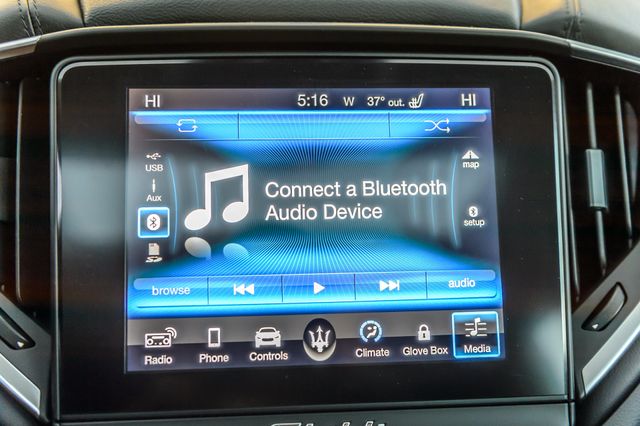 HI 5:16 W 37° out. HI
USB
Aux
SD
Connect a Bluetooth
Audio Device
map
setup
browse audio
Radio Phone Controls Climate Glove Box Media